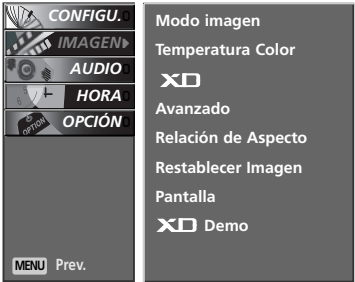 CONFIGU.
IMAGEN
AUDIO
HORA
OPCIÓN
OPTION
MENU Prev.
Modo imagen
Temperatura Color
XD
Avanzado
Relación de Aspecto
Restablecer Imagen
Pantalla
XD Demo